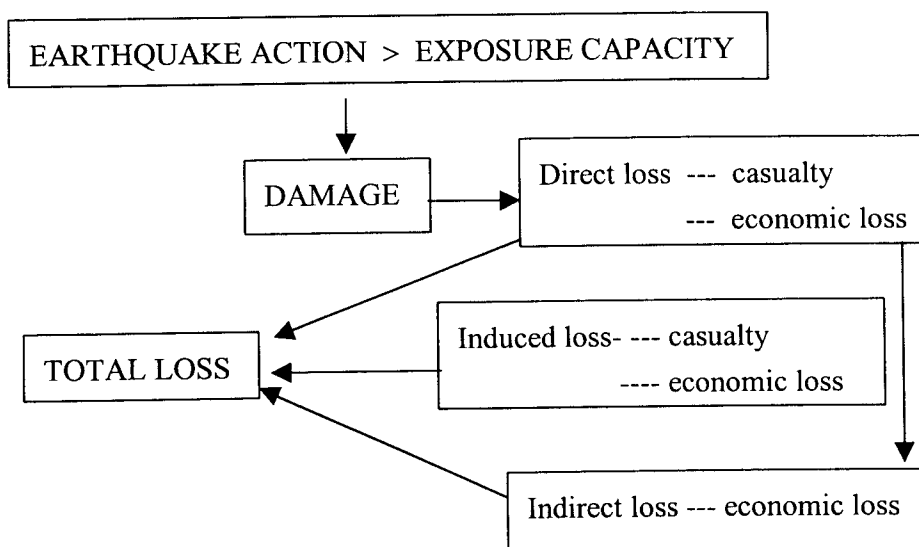 EARTHQUAKE ACTION > EXPOSURE CAPACITY
DAMAGE
Direct loss --- casualty
--- economic loss
Induced loss- --- casualty
---- economic loss
TOTAL LOSS
Indirect loss --- economic loss